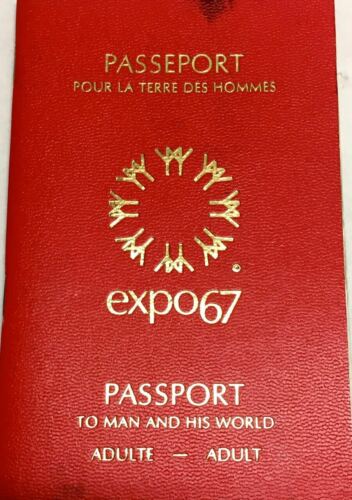 PASSEPORT
POUR LA TERRE DES HOMMES
©
expo67
PASSPORT
TO MAN AND HIS WORLD
ADULTE — ADULT